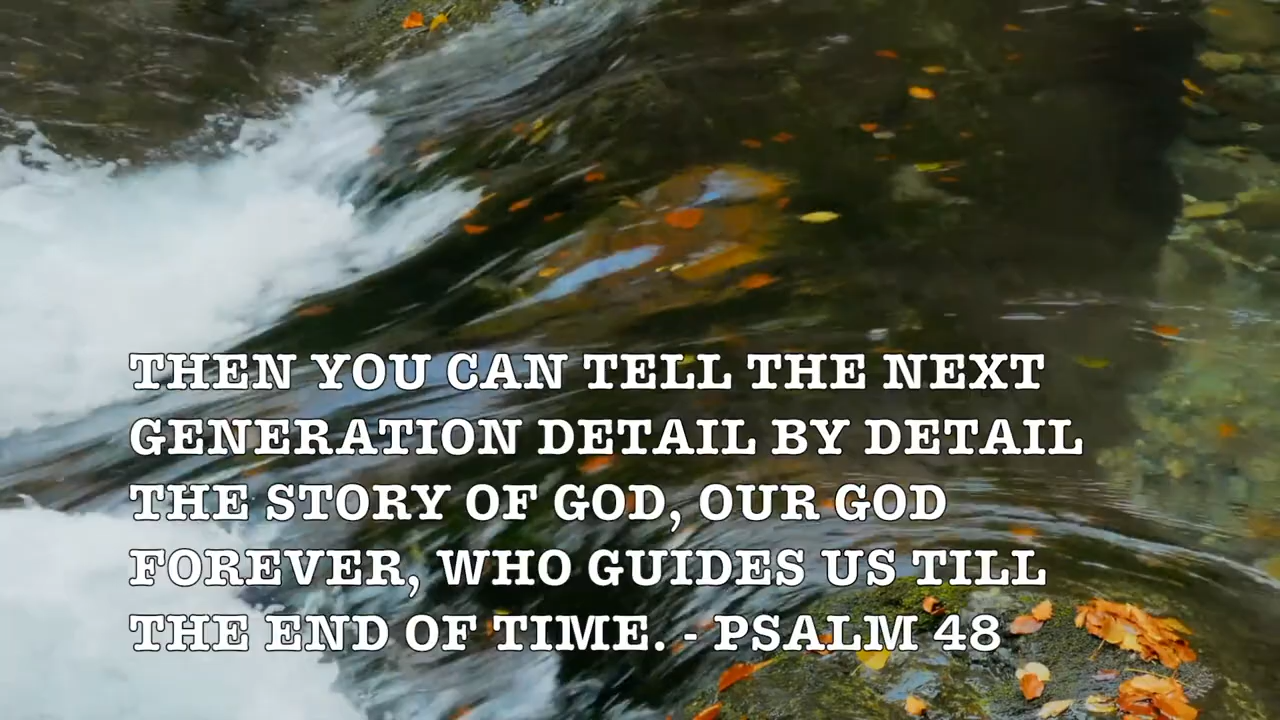 THEN YOU CAN TELL THE NEXT
GENERATION DETAIL BY DETAIL
THE STORY OF GOD, OUR GOD
FOREVER, WHO GUIDES US TILL
THE END OF TIME. - PSALM 48